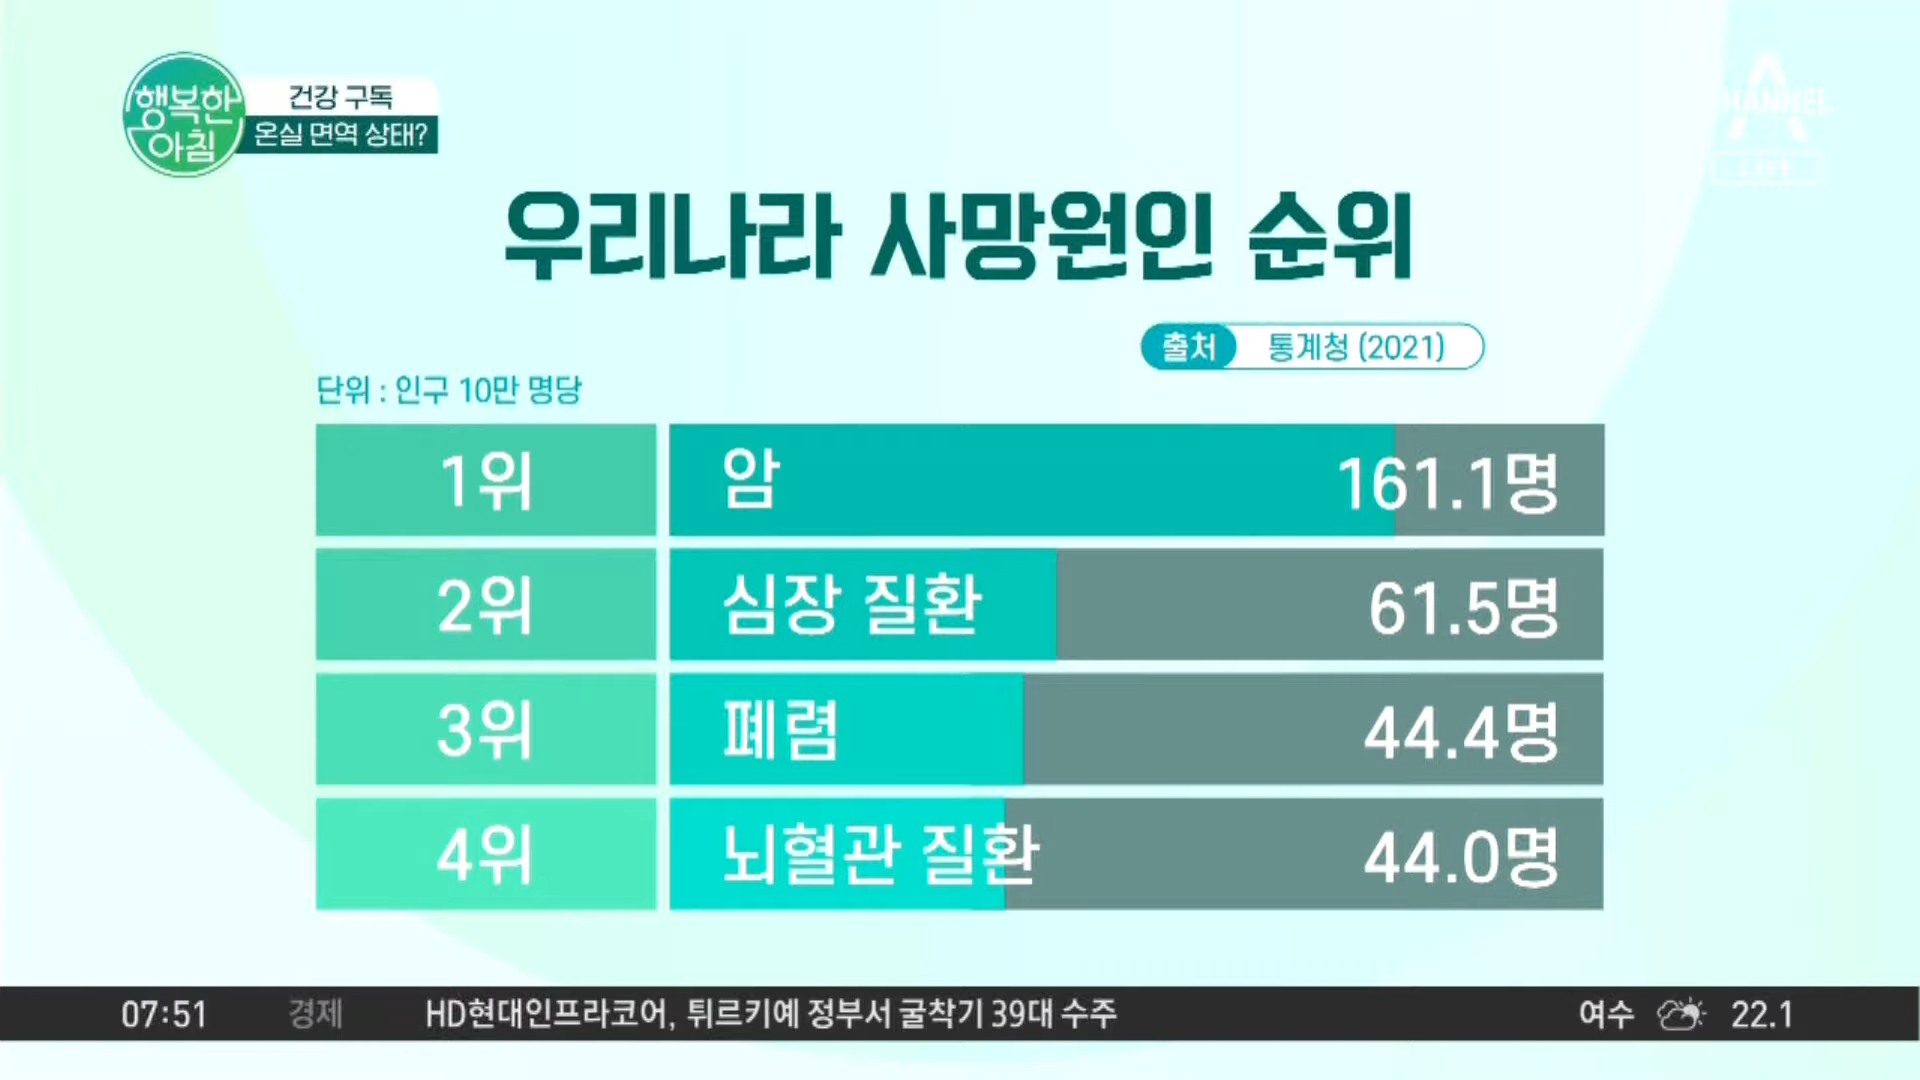 행복한
아침
건강 구독
온실 면역 상태?
CHANNEL A
LIVE
우리나라 사망원인 순위
출처 통계청 (2021)
단위 : 인구 10만 명당
1위 암 161.1명
2위 심장 질환 61.5명
3위 폐렴 44.4명
4위 뇌혈관 질환 44.0명
07:51 경제 HD현대인프라코어, 튀르키예 정부서 굴착기 39대 수주 여수 22.1